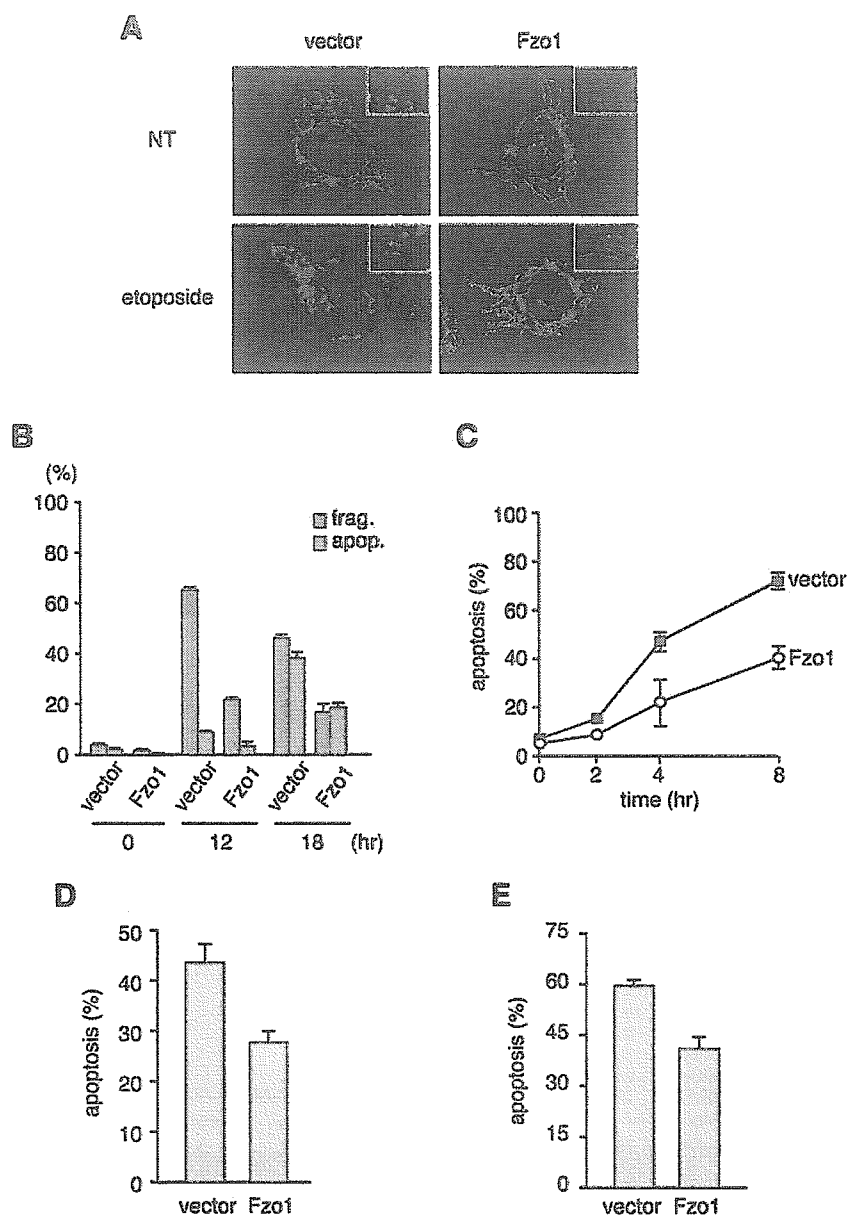 A
vector Fzo1
NT
etoposide
B
(%)
100
80
60
40
20
0
frag.
apop.
vector Fzo1 vector Fzo1 vector Fzo1
0 12 18 (hr)
C
apoptosis (%)
100
80
60
40
20
0
vector
Fzo1
0 2 4 8
time (hr)
D
apoptosis (%)
50
40
30
20
10
0
vector Fzo1
E
apoptosis (%)
75
60
45
30
15
0
vector Fzo1